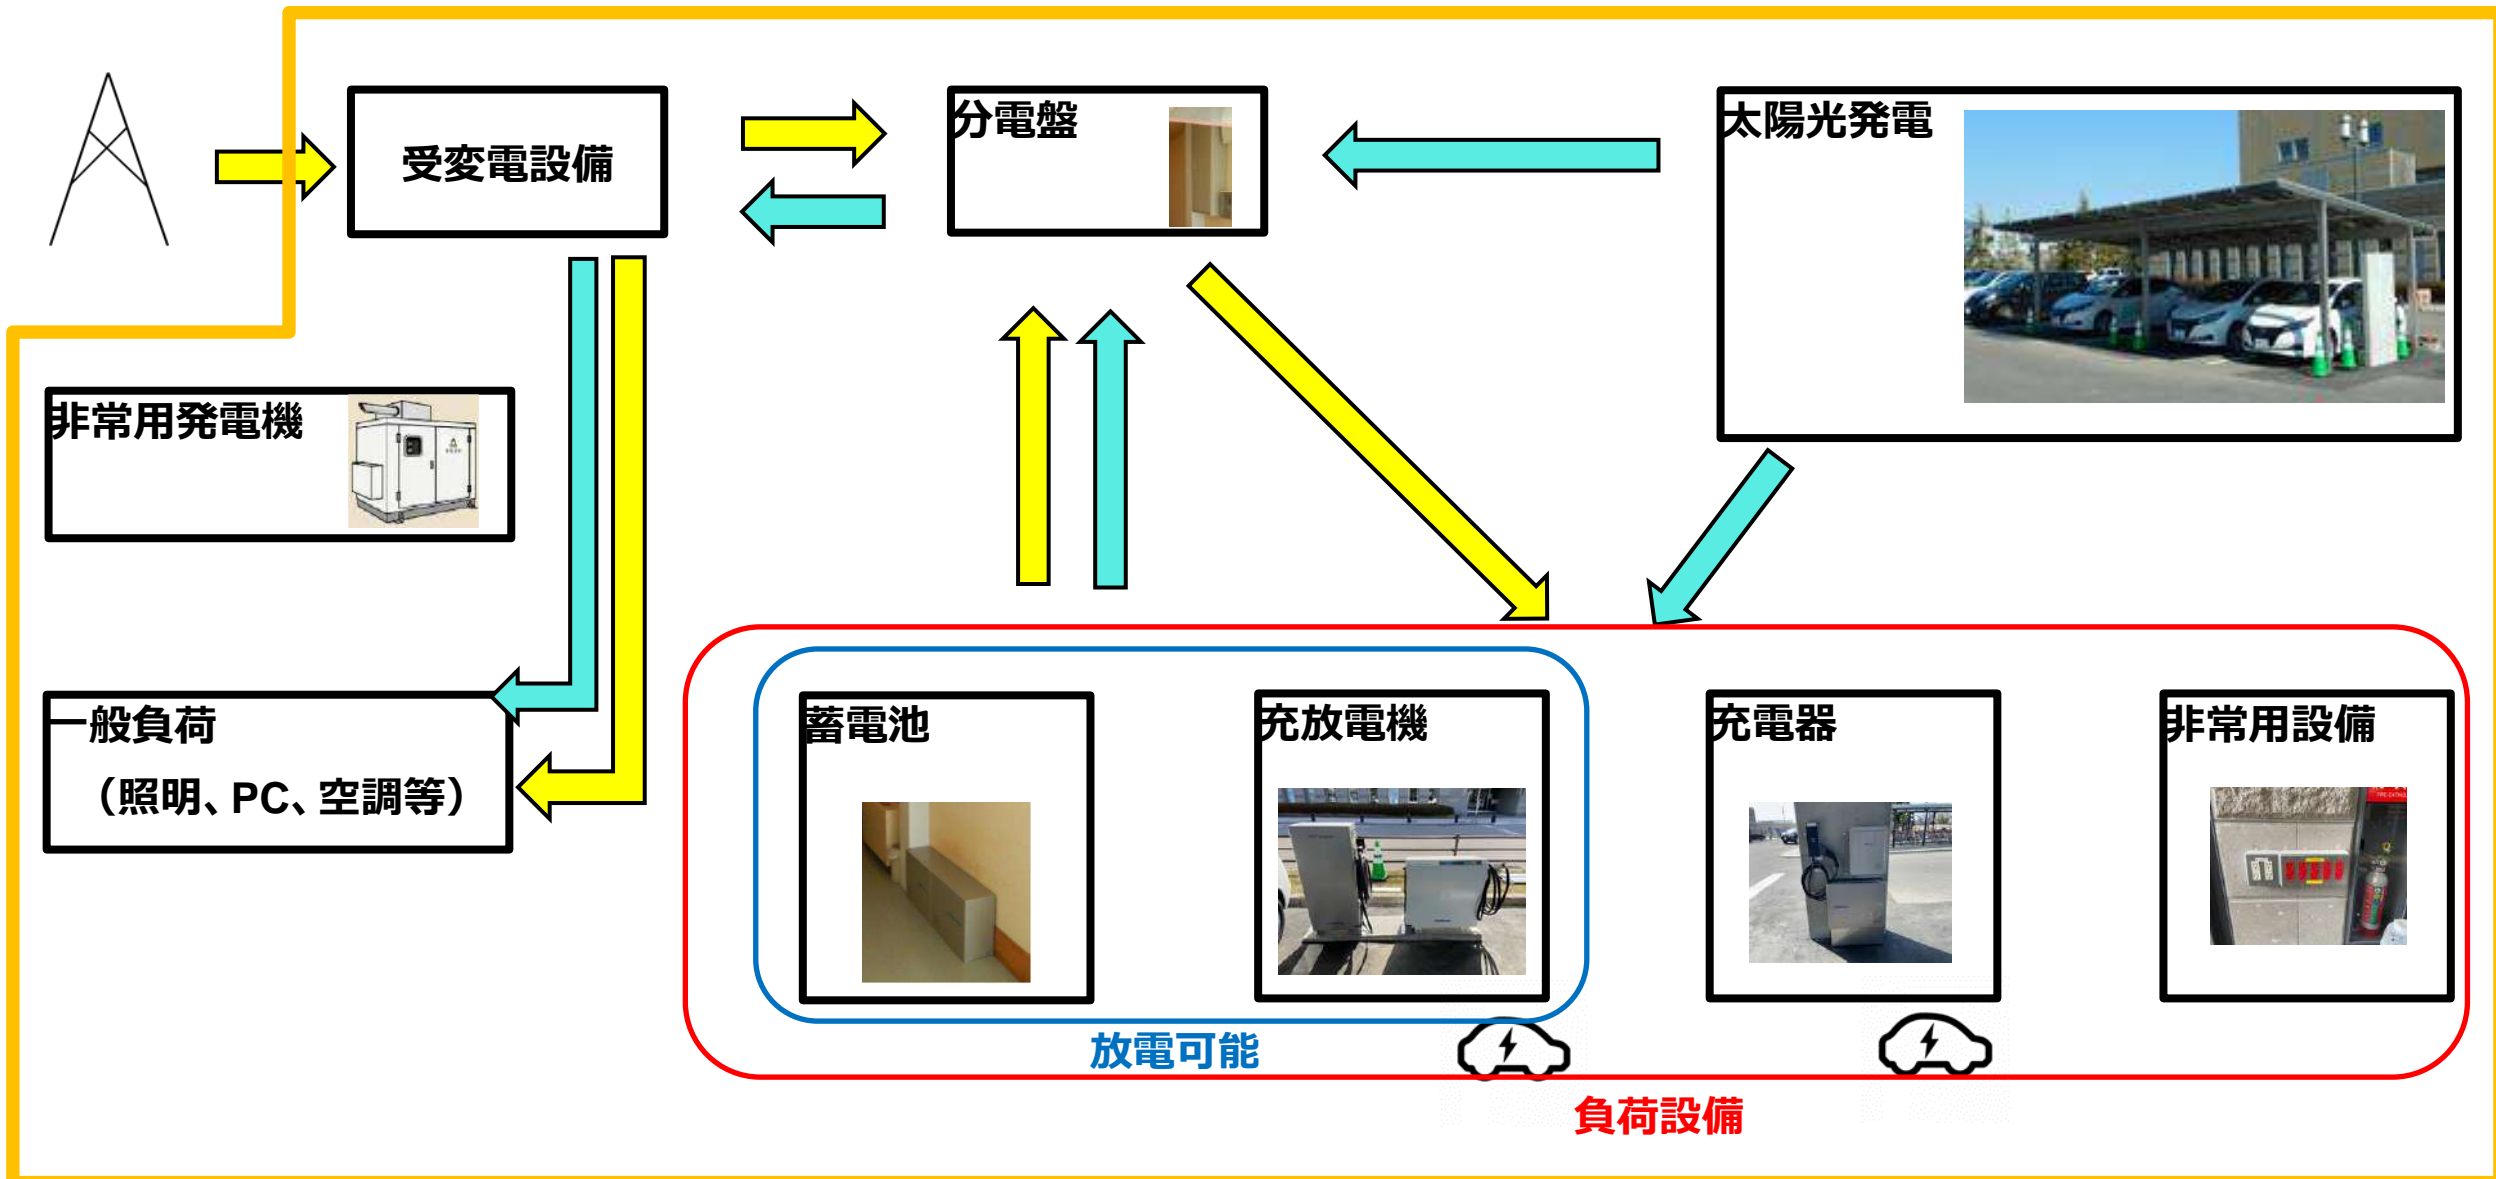 受変電設備
分電盤
太陽光発電
非常用発電機
一般負荷
（照明、PC、空調等）
蓄電池
充放電機
充電器
非常用設備
放電可能
負荷設備